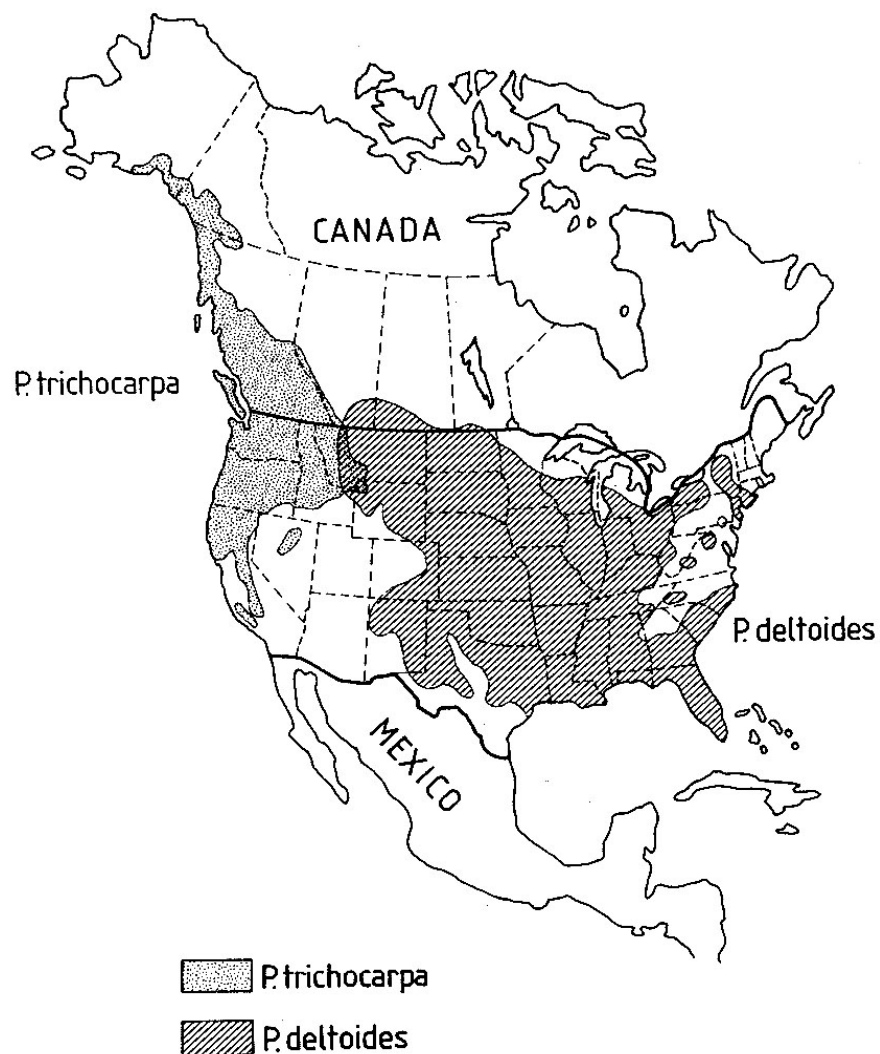 CANADA
P. trichocarpa
P. deltoides
MEXICO
P. trichocarpa
P. deltoides